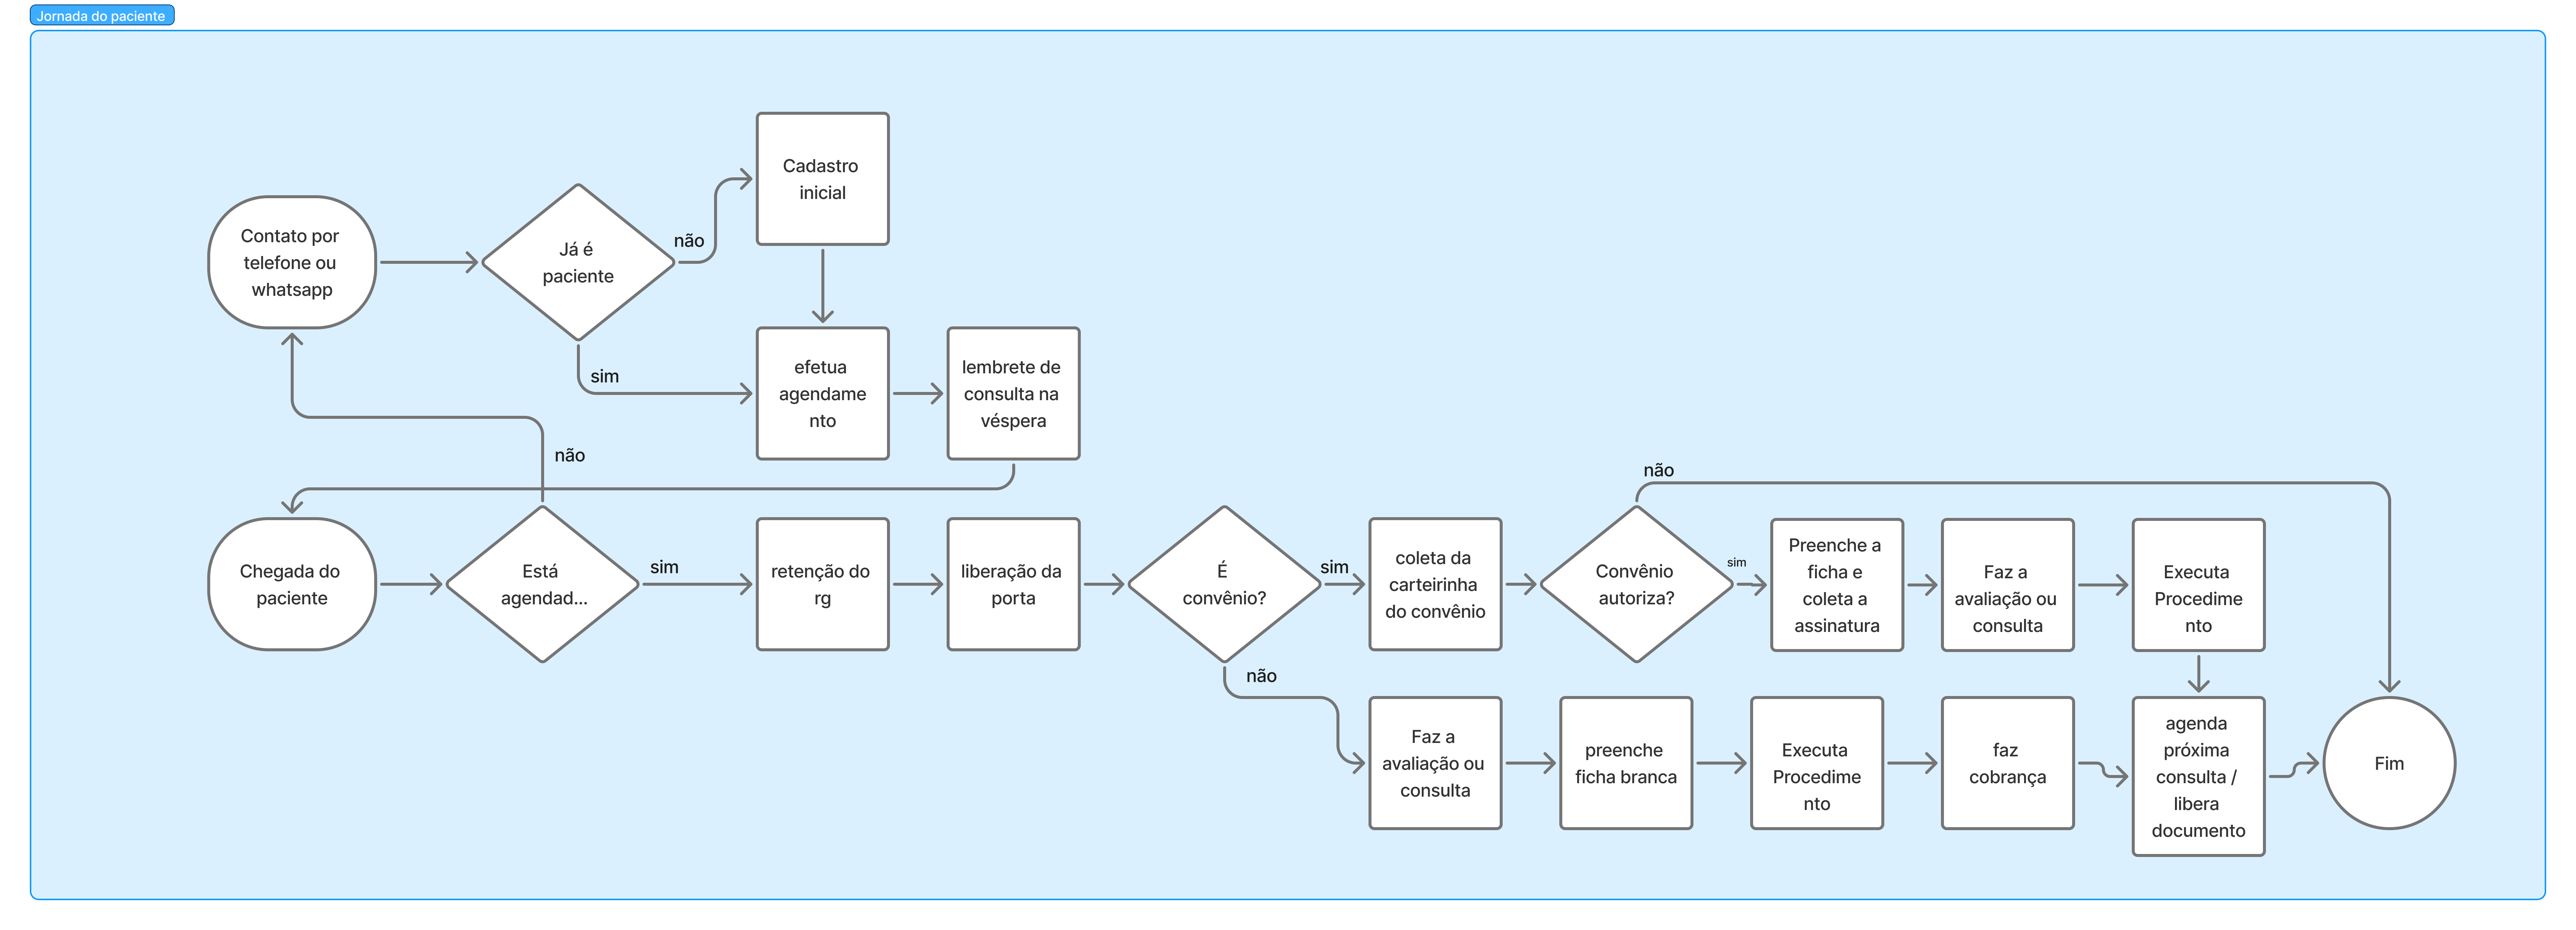 Jornada do paciente
Contato por
telefone ou
whatsapp
Já é
paciente
não
Cadastro
inicial
sim
efetua
agendame
nto
lembrete de
consulta na
véspera
não
Chegada do
paciente
Está
agendad...
sim
retenção do
rg
liberação da
porta
É
convênio?
sim
coleta da
carteirinha
do convênio
Convênio
autoriza?
não
sim
Preenche a
ficha e
coleta a
assinatura
Faz a
avaliação ou
consulta
Executa
Procedime
nto
não
Faz a
avaliação ou
consulta
preenche
ficha branca
Executa
Procedime
nto
faz
cobrança
agenda
próxima
consulta /
libera
documento
Fim